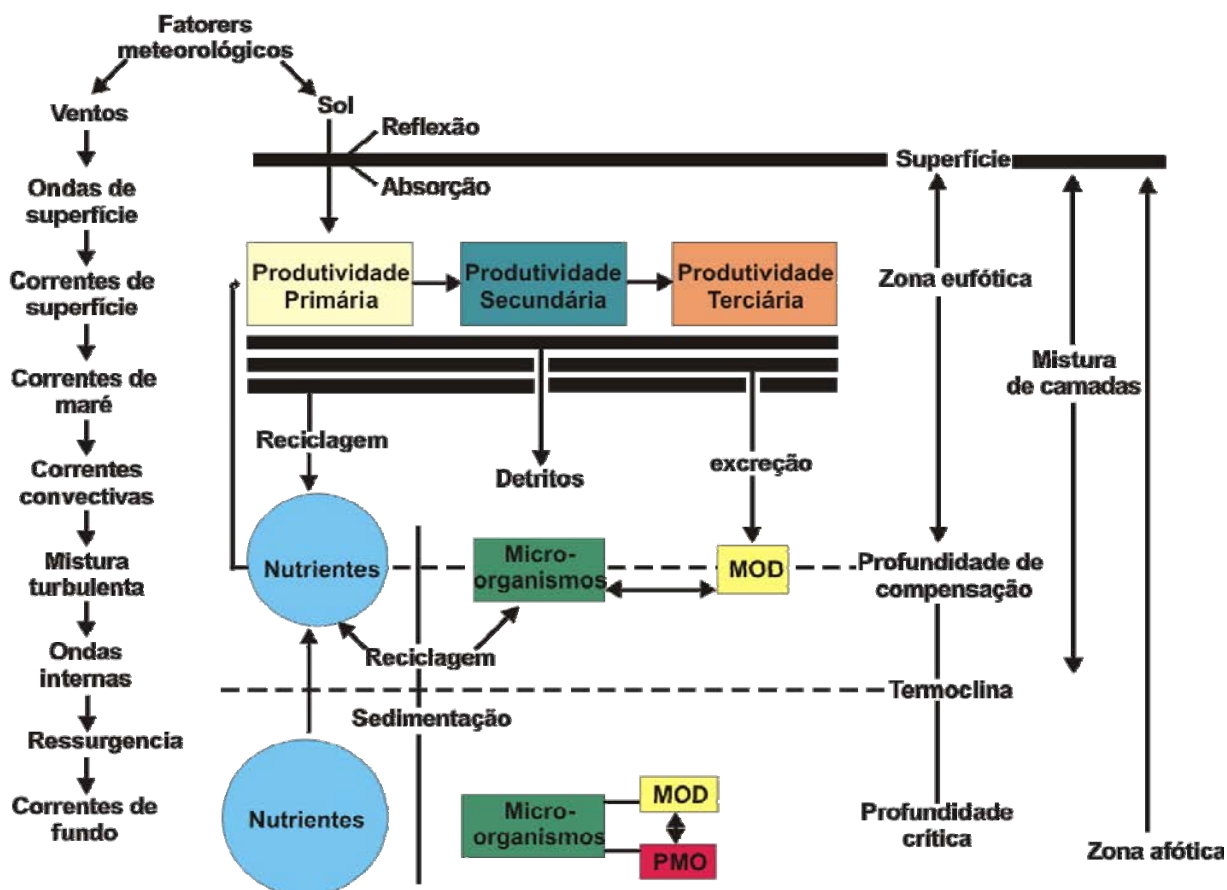 Fatorers
meteorológicos
Ventos
Sol
Reflexão
Superfície
Absorção
Ondas de
superfície
Correntes de
superfície
Correntes de
maré
Correntes
convectivas
Mistura
turbulenta
Ondas
internas
Ressurgencia
Correntes de
fundo
Produtividade
Primária
Produtividade
Secundária
Produtividade
Terciária
Reciclagem
Detritos
excreção
Nutrientes
Micro-
organismos
MOD
Reciclagem
Sedimentação
Nutrientes
Micro-
organismos
MOD
PMO
Zona eufótica
Mistura
de camadas
Profundidade de
compensação
Termoclina
Profundidade
crítica
Zona afótica